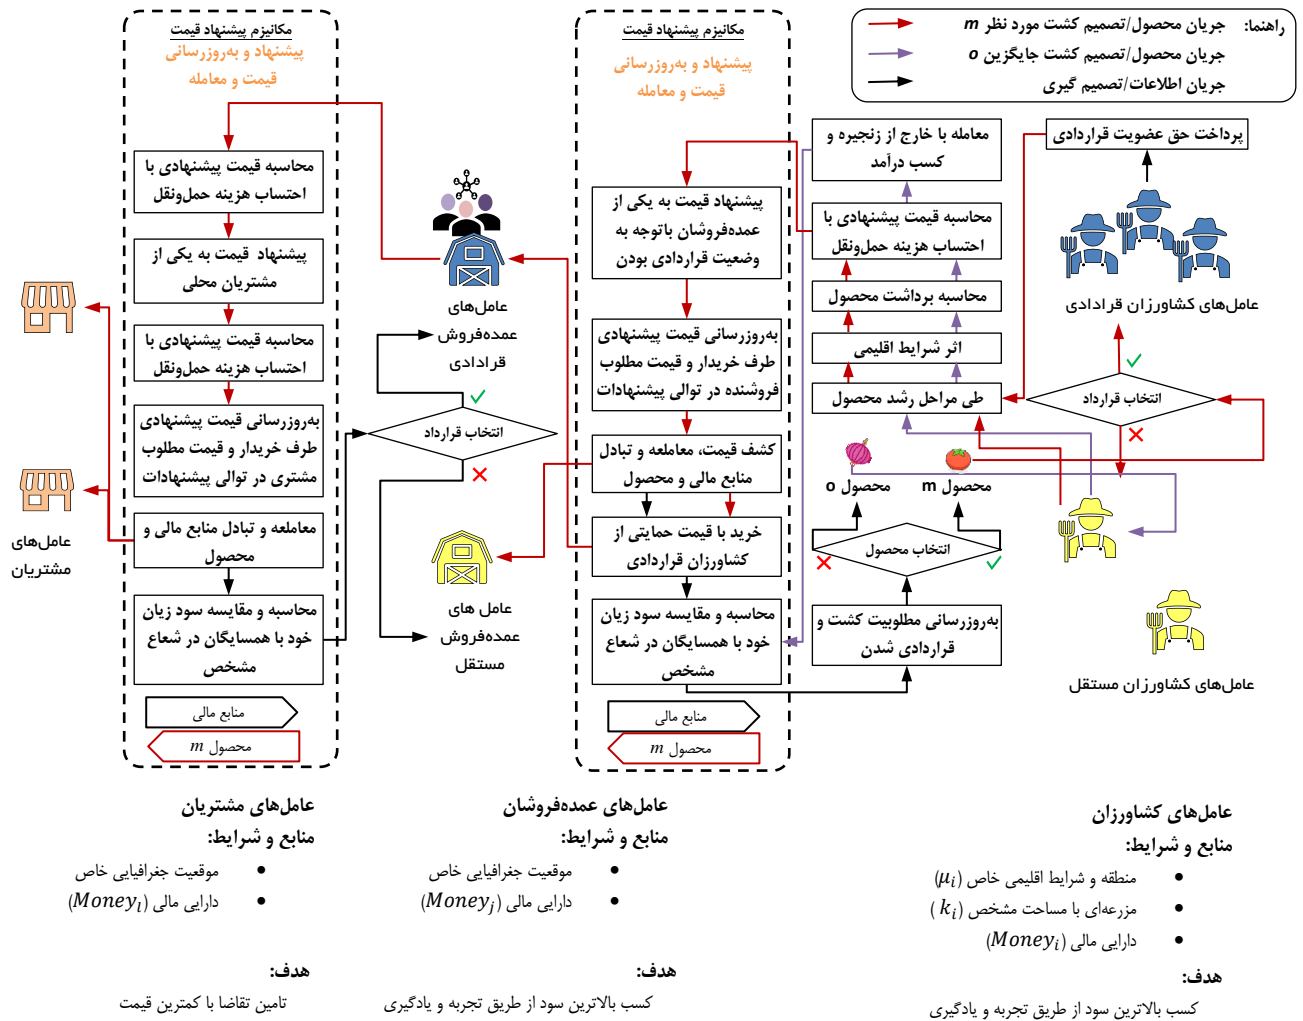 راهنما:
جریان محصول/تصمیم کشت مورد نظر m
جریان محصول/تصمیم کشت جایگزین o
جریان اطلاعات/تصمیم گیری
پرداخت حق عضویت قراردادی
عامل‌های کشاورزان قرادادی
انتخاب قرارداد
عامل‌های کشاورزان مستقل
معامله با خارج از زنجیره و
کسب درآمد
محاسبه قیمت پیشنهادی با
احتساب هزینه حمل‌ونقل
محاسبه برداشت محصول
اثر شرایط اقلیمی
طی مراحل رشد محصول
محصول m
محصول o
انتخاب محصول
به‌روزرسانی مطلوبیت کشت و
قراردادی شدن
مکانیزم پیشنهاد قیمت
پیشنهاد و به‌روزرسانی
قیمت و معامله
پیشنهاد قیمت به یکی از
عمده‌فروشان باتوجه به
وضعیت قراردادی بودن
به‌روزرسانی قیمت پیشنهادی
طرف خریدار و قیمت مطلوب
فروشنده در توالی پیشنهادات
کشف قیمت، معامله و تبادل
منابع مالی و محصول
خرید با قیمت حمایتی از
کشاورزان قراردادی
محاسبه و مقایسه سود زیان
خود با همسایگان در شعاع
مشخص
منابع مالی
محصول m
عامل‌های
عمده‌فروش
قرادادی
انتخاب قرارداد
عامل های
عمده‌فروش
مستقل
مکانیزم پیشنهاد قیمت
پیشنهاد و به‌روزرسانی
قیمت و معامله
محاسبه قیمت پیشنهادی با
احتساب هزینه حمل‌ونقل
پیشنهاد قیمت به یکی از
مشتریان محلی
محاسبه قیمت پیشنهادی با
احتساب هزینه حمل‌ونقل
به‌روزرسانی قیمت پیشنهادی
طرف خریدار و قیمت مطلوب
مشتری در توالی پیشنهادات
معامله و تبادل منابع مالی و
محصول
محاسبه و مقایسه سود زیان
خود با همسایگان در شعاع
مشخص
منابع مالی
محصول m
عامل‌های
مشتریان
عامل‌های کشاورزان
منابع و شرایط:
• منطقه و شرایط اقلیمی خاص (μi)
• مزرعه‌ای با مساحت مشخص (ki )
• دارایی مالی (Moneyi)
هدف:
کسب بالاترین سود از طریق تجربه و یادگیری
عامل‌های عمده‌فروشان
منابع و شرایط:
• موقعیت جغرافیایی خاص
• دارایی مالی (Moneyj)
هدف:
کسب بالاترین سود از طریق تجربه و یادگیری
عامل‌های مشتریان
منابع و شرایط:
• موقعیت جغرافیایی خاص
• دارایی مالی (Moneyl)
هدف:
تامین تقاضا با کمترین قیمت